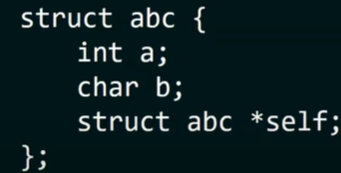 struct abc {
    int a;
    char b;
    struct abc *self;
};